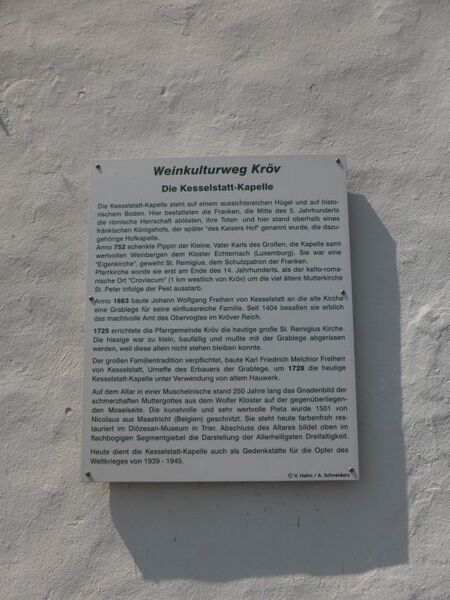 Weinkulturweg Kröv
Die Kesselstatt-Kapelle
Die Kesselstatt-Kapelle steht auf einem aussichtsreichen Hügel und auf histo-
rischem Boden. Hier bestatteten die Franken, die Mitte des 5. Jahrhunderts
die römische Herrschaft ablösten, ihre Toten und hier stand oberhalb eines
fränkischen Königshofs, der später "des Kaisers Hof" genannt wurde, die dazu-
gehörige Hofkapelle.
Anno 752 schenkte Pippin der Kleine, Vater Karls des Großen, die Kapelle samt
wertvollen Weinbergen dem Kloster Echternach (Luxemburg). Sie war eine
"Eigenkirche", geweiht St. Remigius, dem Schutzpatron der Franken.
Pfarrkirche wurde sie erst am Ende des 14. Jahrhunderts, als der kelto-roma-
nische Ort "Croviacum" (1 km westlich von Kröv) um die viel ältere Mutterkirche
St. Peter infolge der Pest ausstarb.
Anno 1663 baute Johann Wolfgang Freiherr von Kesselstatt an die alte Kirche
eine Grablege für seine einflussreiche Familie. Seit 1404 besaßen sie erblich
das machtvolle Amt des Obervogtes im Kröver Reich.
1725 errichtete die Pfarrgemeinde Kröv die heutige große St. Remigius Kirche.
Die hiesige war zu klein, baufällig und mußte mit der Grablege abgerissen
werden, weil diese allein nicht stehen bleiben konnte.
Der großen Familientradition verpflichtet, baute Karl Friedrich Melchior Freiherr
von Kesselstatt, Urneffe des Erbauers der Grablege, um 1728 die heutige
Kesselstatt-Kapelle unter Verwendung von altem Hauwerk.
Auf dem Altar in einer Muschelnische stand 250 Jahre lang das Gnadenbild der
schmerzhaften Muttergottes aus dem Wolfer Kloster auf der gegenüberliegen-
den Moselseite. Die kunstvolle und sehr wertvolle Pieta wurde 1501 von
Nicolaus aus Maastricht (Belgien) geschnitzt. Sie steht heute farbenfroh res-
tauriert im Diözesan-Museum in Trier. Abschluss des Altares bildet oben im
flachbogigen Segmentgiebel die Darstellung der Allerheiligsten Dreifaltigkeit.
Heute dient die Kesselstatt-Kapelle auch als Gedenkstätte für die Opfer des
Weltkrieges von 1939 - 1945.
© V. Hahn / A. Schneiders